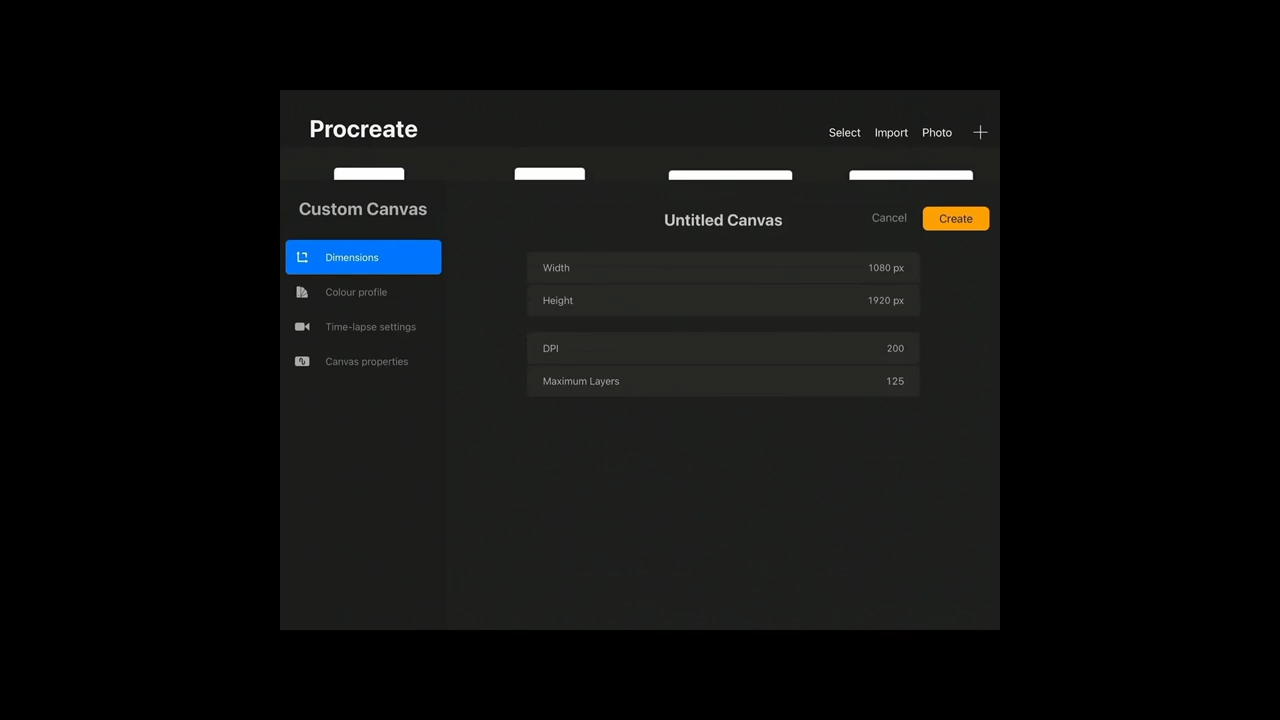 Procreate
Select Import Photo
Custom Canvas
Untitled Canvas
Cancel
Create
Dimensions
Colour profile
Time-lapse settings
Canvas properties
Width 1080 px
Height 1920 px
DPI 200
Maximum Layers 125